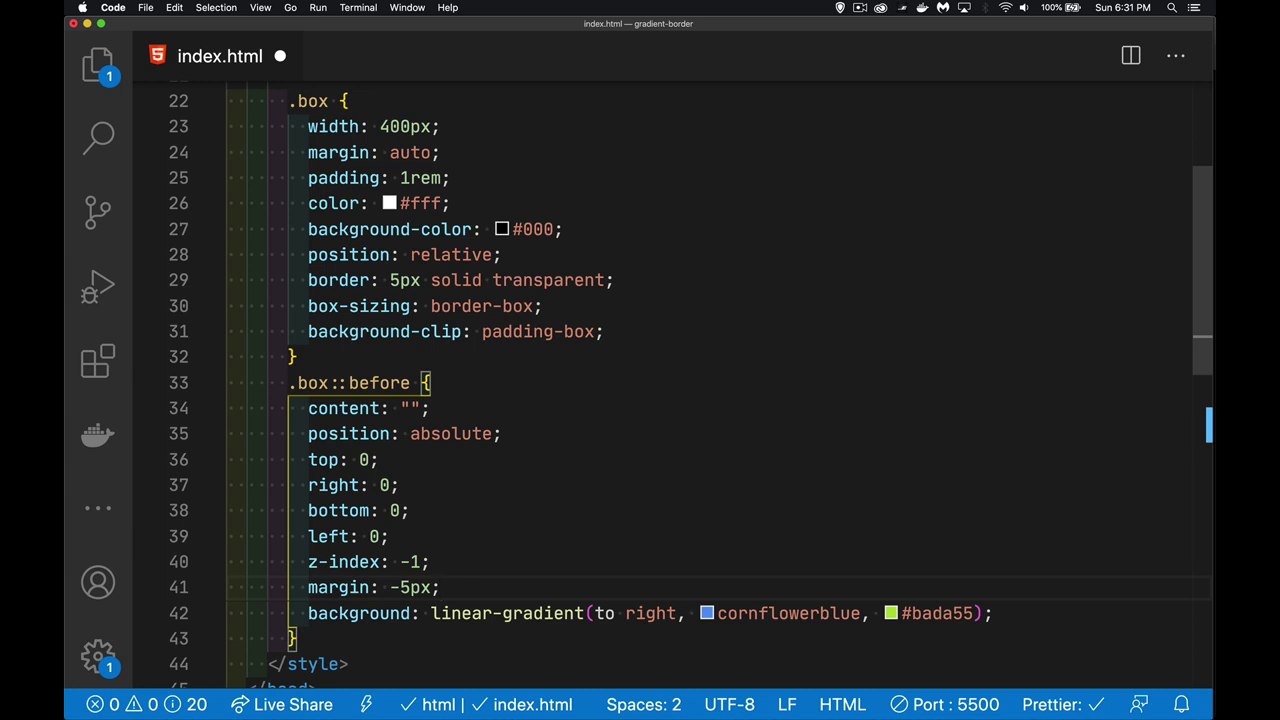 Code File Edit Selection View Go Run Terminal Window Help 100% Sun 6:31 PM
index.html — gradient-border
index.html
1
22 .box {
23 width: 400px;
24 margin: auto;
25 padding: 1rem;
26 color: #fff;
27 background-color: #000;
28 position: relative;
29 border: 5px solid transparent;
30 box-sizing: border-box;
31 background-clip: padding-box;
32 }
33 .box::before {
34 content: "";
35 position: absolute;
36 top: 0;
37 right: 0;
38 bottom: 0;
39 left: 0;
40 z-index: -1;
41 margin: -5px;
42 background: linear-gradient(to right, cornflowerblue, #bada55);
43 }
44 </style>
1
0 0 20 Live Share html | index.html Spaces: 2 UTF-8 LF HTML Port : 5500 Prettier: